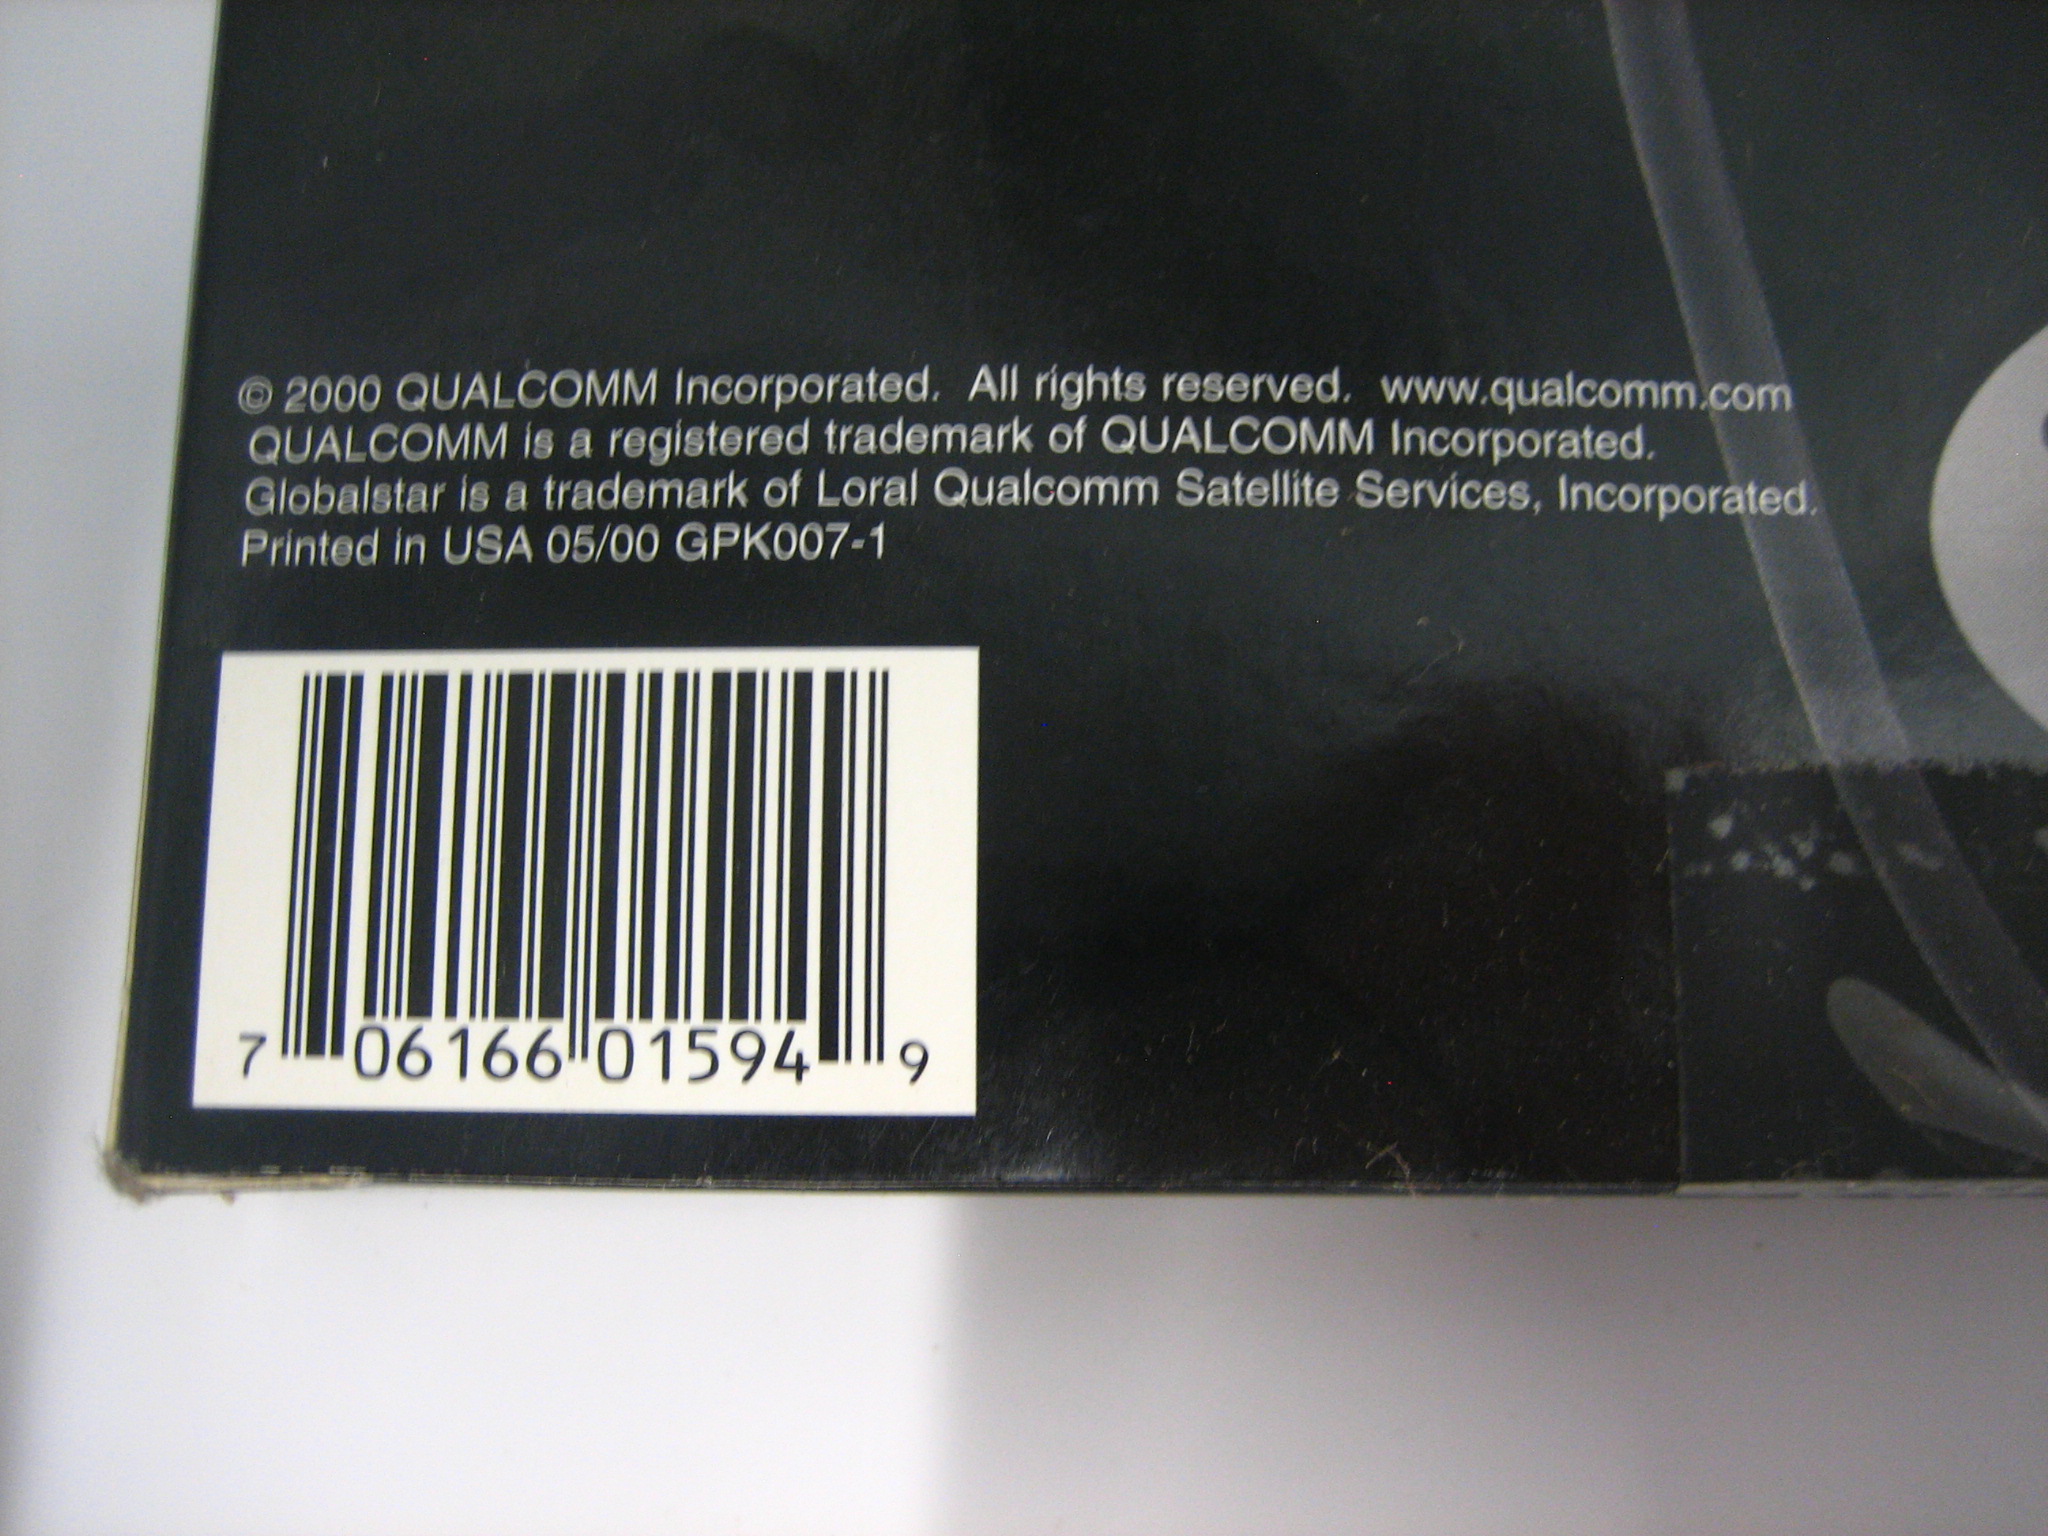 © 2000 QUALCOMM Incorporated. All rights reserved. www.qualcomm.com
QUALCOMM is a registered trademark of QUALCOMM Incorporated.
Globalstar is a trademark of Loral Qualcomm Satellite Services, Incorporated.
Printed in USA 05/00 GPK007-1
7 06166 01594 9